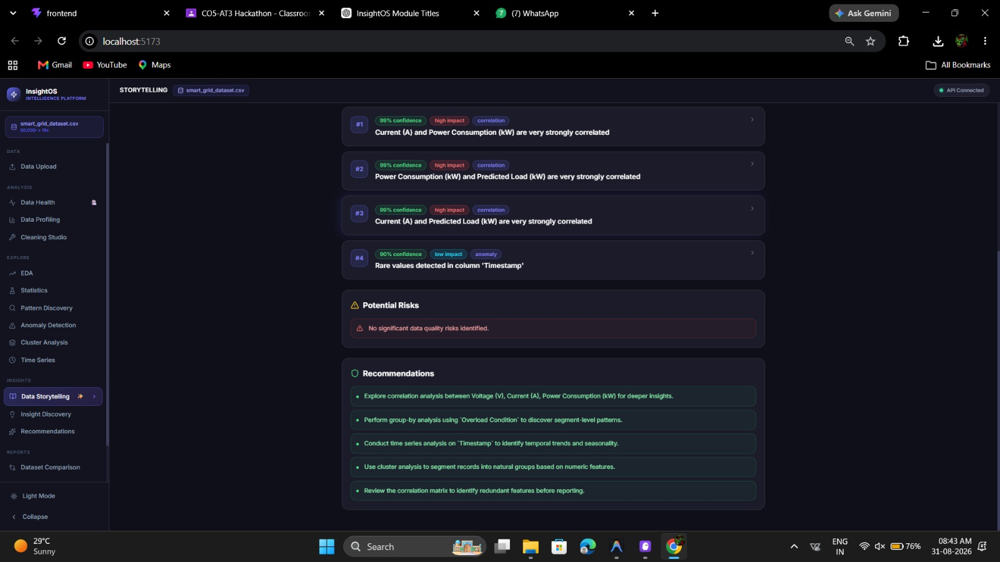 frontend
CO5-AT3 Hackathon - Classroo
InsightOS Module Titles
(7) WhatsApp
Ask Gemini
localhost:5173
Gmail
YouTube
Maps
All Bookmarks
InsightOS
INTELLIGENCE PLATFORM
STORYTELLING
smart_grid_dataset.csv
API Connected
smart_grid_dataset.csv
50,000r × 16c
DATA
Data Upload
ANALYSIS
Data Health
Data Profiling
Cleaning Studio
EXPLORE
EDA
Statistics
Pattern Discovery
Anomaly Detection
Cluster Analysis
Time Series
INSIGHTS
Data Storytelling
Insight Discovery
Recommendations
REPORTS
Dataset Comparison
Light Mode
Collapse
#1
99% confidence high impact correlation
Current (A) and Power Consumption (kW) are very strongly correlated
#2
99% confidence high impact correlation
Power Consumption (kW) and Predicted Load (kW) are very strongly correlated
#3
99% confidence high impact correlation
Current (A) and Predicted Load (kW) are very strongly correlated
#4
90% confidence low impact anomaly
Rare values detected in column 'Timestamp'
Potential Risks
No significant data quality risks identified.
Recommendations
• Explore correlation analysis between Voltage (V), Current (A), Power Consumption (kW) for deeper insights.
• Perform group-by analysis using `Overload Condition` to discover segment-level patterns.
• Conduct time series analysis on `Timestamp` to identify temporal trends and seasonality.
• Use cluster analysis to segment records into natural groups based on numeric features.
• Review the correlation matrix to identify redundant features before reporting.
29°C
Sunny
Search
ENG
IN
76%
08:43 AM
31-08-2026